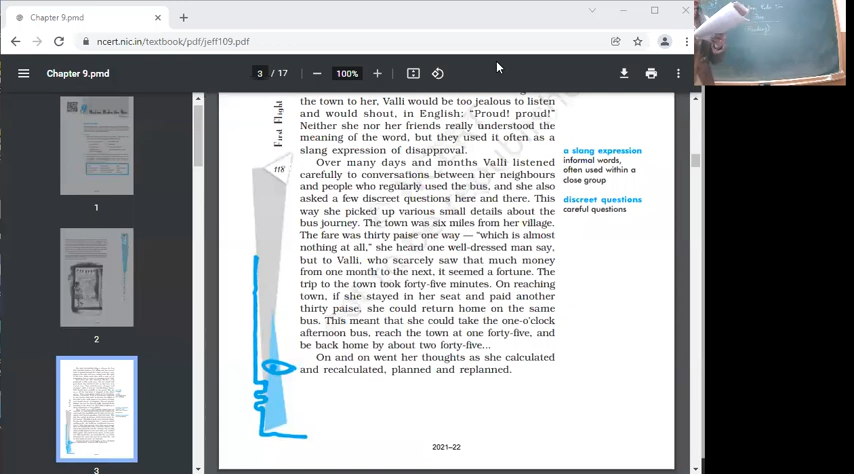 Chapter 9.pmd
ncert.nic.in/textbook/pdf/jeff109.pdf
Chapter 9.pmd
3 / 17
100%
1
2
3
First Flight
118
the town to her, Valli would be too jealous to listen
and would shout, in English: “Proud! proud!”
Neither she nor her friends really understood the
meaning of the word, but they used it often as a
slang expression of disapproval.
Over many days and months Valli listened
carefully to conversations between her neighbours
and people who regularly used the bus, and she also
asked a few discreet questions here and there. This
way she picked up various small details about the
bus journey. The town was six miles from her village.
The fare was thirty paise one way — “which is almost
nothing at all,” she heard one well-dressed man say,
but to Valli, who scarcely saw that much money
from one month to the next, it seemed a fortune. The
trip to the town took forty-five minutes. On reaching
town, if she stayed in her seat and paid another
thirty paise, she could return home on the same
bus. This meant that she could take the one-o’clock
afternoon bus, reach the town at one forty-five, and
be back home by about two forty-five...
On and on went her thoughts as she calculated
and recalculated, planned and replanned.
a slang expression
informal words,
often used within a
close group
discreet questions
careful questions
2021–22